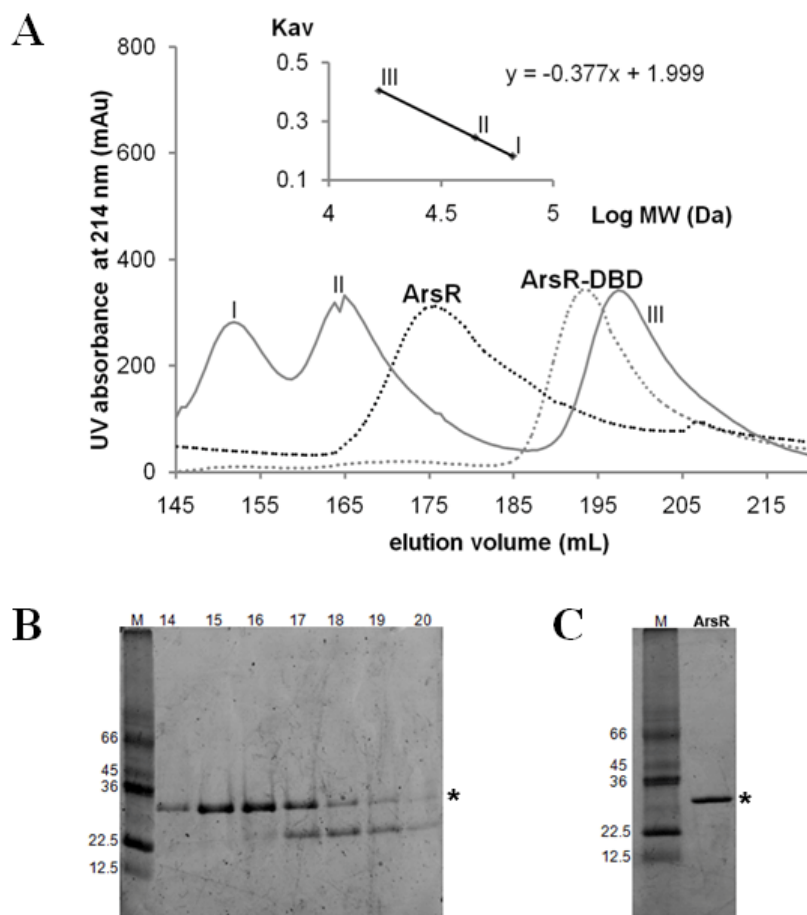 A
Kav
800
600
400
200
0
UV absorbance at 214 nm (mAu)
0.5
0.3
0.1
III
II
I
y = -0.377x + 1.999
4
4.5
5
Log MW (Da)
I
II
ArsR
ArsR-DBD
III
145
155
165
175
185
195
205
215
elution volume (mL)
B
M 14 15 16 17 18 19 20
66
45
36
22.5
12.5
*
C
M ArsR
66
45
36
22.5
12.5
*